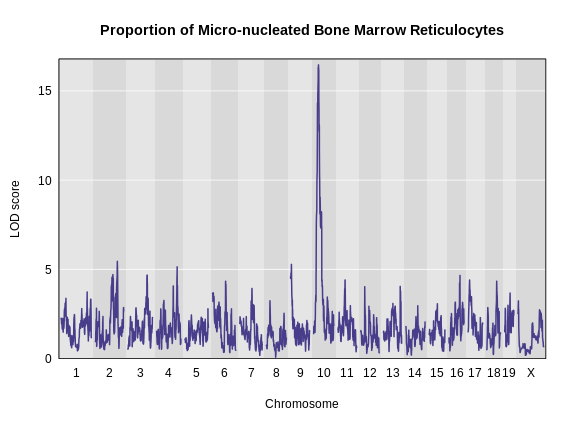 Proportion of Micro-nucleated Bone Marrow Reticulocytes
LOD score
15
10
5
0
1 2 3 4 5 6 7 8 9 10 11 12 13 14 15 16 17 18 19 X
Chromosome